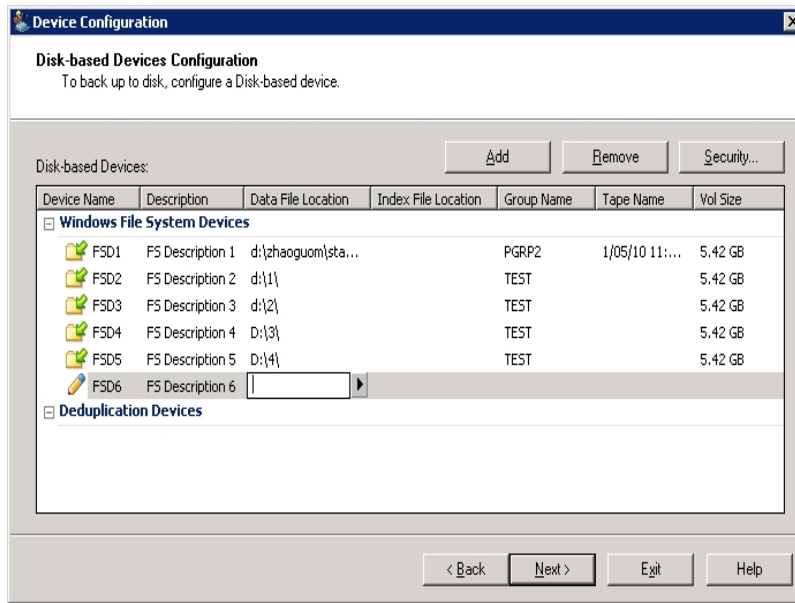 Device Configuration
Disk-based Devices Configuration
To back up to disk, configure a Disk-based device.
Disk-based Devices: Add Remove Security...
Device Name Description Data File Location Index File Location Group Name Tape Name Vol Size
Windows File System Devices
FSD1 FS Description 1 d:\zhaoguom\sta... PGRP2 1/05/10 11:... 5.42 GB
FSD2 FS Description 2 d:\1\ TEST 5.42 GB
FSD3 FS Description 3 d:\2\ TEST 5.42 GB
FSD4 FS Description 4 D:\3\ TEST 5.42 GB
FSD5 FS Description 5 D:\4\ TEST 5.42 GB
FSD6 FS Description 6
Deduplication Devices
< Back Next > Exit Help